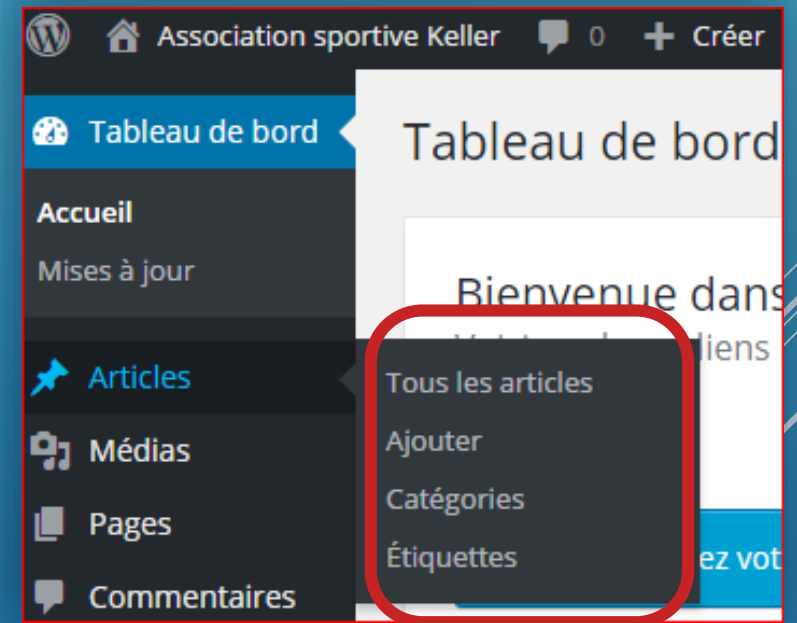 Association sportive Keller 0 Créer
Tableau de bord
Tableau de bord
Accueil
Mises à jour
Bienvenue dans
liens
Articles
Tous les articles
Ajouter
Catégories
Étiquettes
Médias
Pages
Commentaires
ez vot